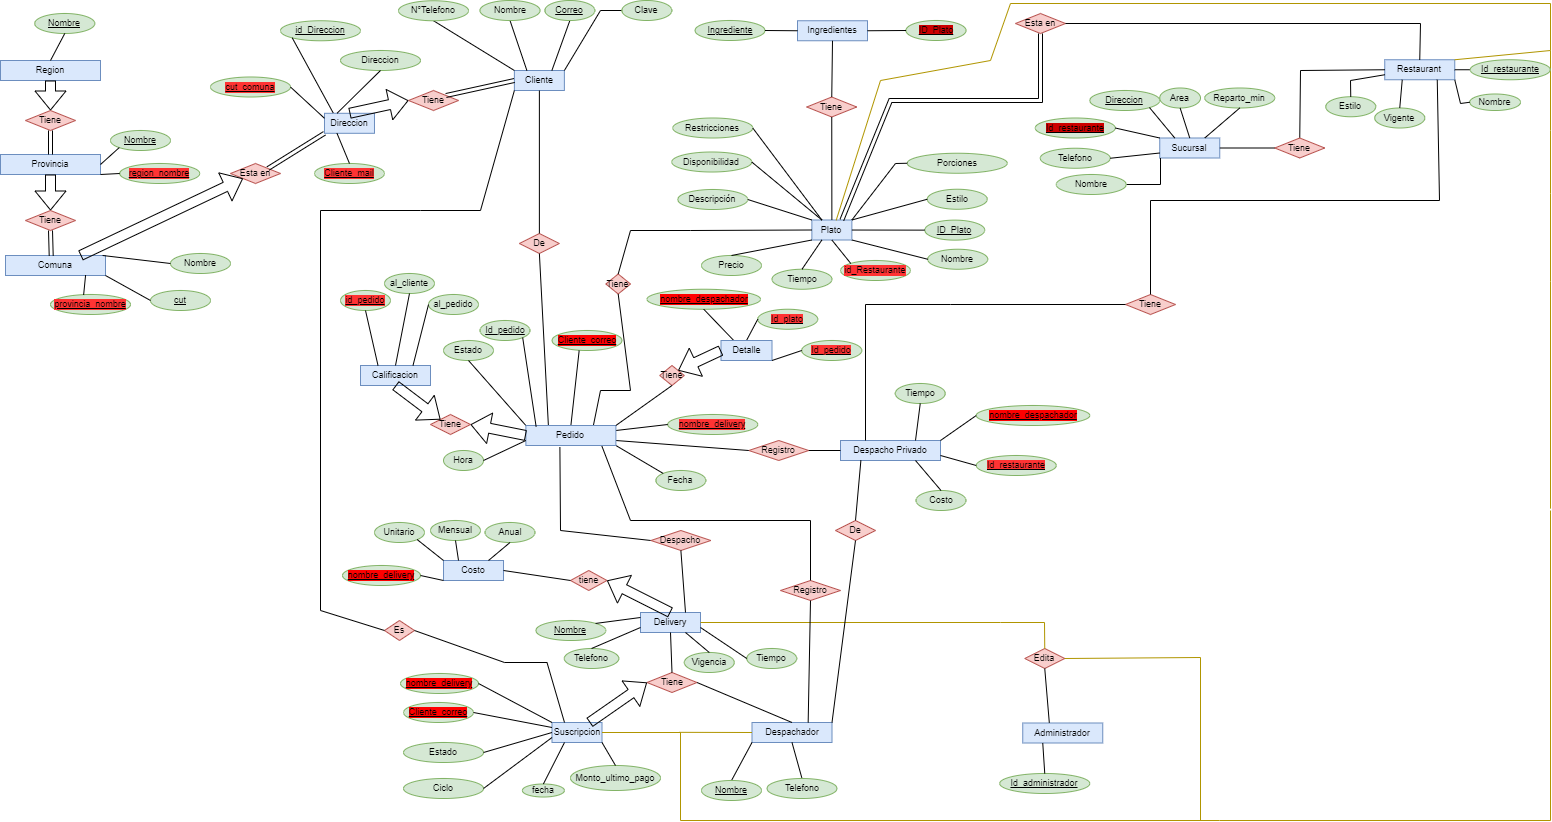 Nombre
Region
Tiene
Provincia
Nombre
region_nombre
Tiene
Comuna
Nombre
cut
provincia_nombre
id_Direccion
Direccion
cut_comuna
Direccion
Cliente_mail
Esta en
Tiene
N°Telefono
Nombre
Correo
Clave
Cliente
De
Ingrediente
Ingredientes
ID_Plato
Tiene
Restricciones
Disponibilidad
Descripción
Precio
Tiempo
id_Restaurante
Nombre
ID_Plato
Estilo
Porciones
Plato
Esta en
Restaurant
Id_restaurante
Nombre
Vigente
Estilo
Tiene
Direccion
Area
Reparto_min
Id_restaurante
Telefono
Nombre
Sucursal
Tiene
Tiene
nombre_despachador
Id_plato
Id_pedido
Detalle
Tiene
Id_pedido
al_cliente
al_pedido
Calificacion
Tiene
Estado
Id_pedido
Cliente_correo
nombre_delivery
Fecha
Hora
Pedido
Registro
Tiempo
nombre_despachador
Id_restaurante
Costo
Despacho Privado
De
Despacho
Registro
Unitario
Mensual
Anual
nombre_delivery
Costo
tiene
Nombre
Telefono
Vigencia
Tiempo
Delivery
Tiene
Es
nombre_delivery
Cliente_correo
Estado
Ciclo
fecha
Monto_ultimo_pago
Suscripcion
Despachador
Nombre
Telefono
Edita
Administrador
Id_administrador